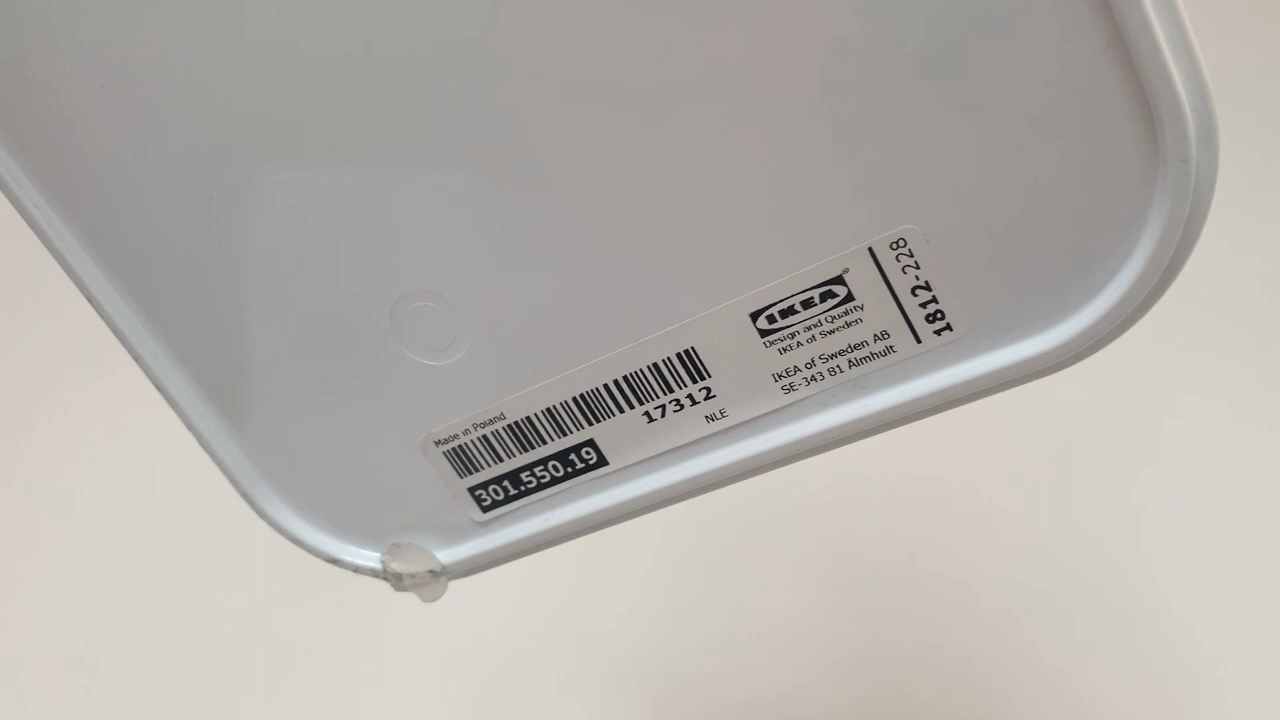 Made in Poland
17312
301.550.19
NLE
IKEA®
Design and Quality
IKEA of Sweden
IKEA of Sweden AB
SE-343 81 Älmhult
1812-228